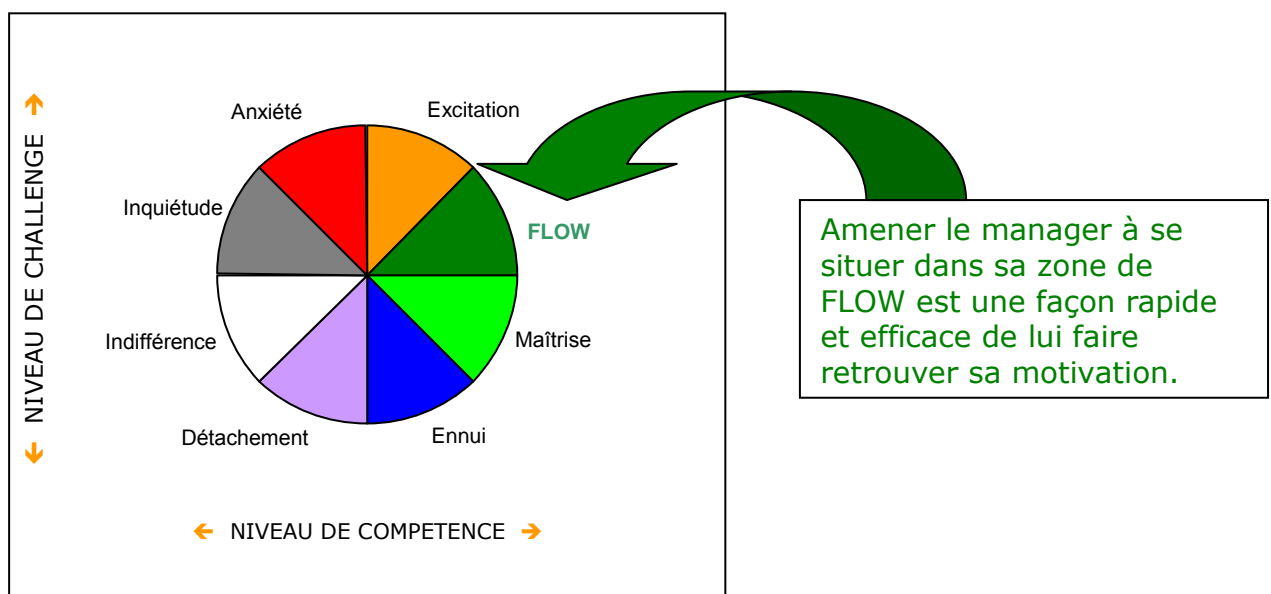 Anxiété
Excitation
Inquiétude
FLOW
Indifférence
Maîtrise
Détachement
Ennui
NIVEAU DE CHALLENGE
NIVEAU DE COMPETENCE
Amener le manager à se
situer dans sa zone de
FLOW est une façon rapide
et efficace de lui faire
retrouver sa motivation.